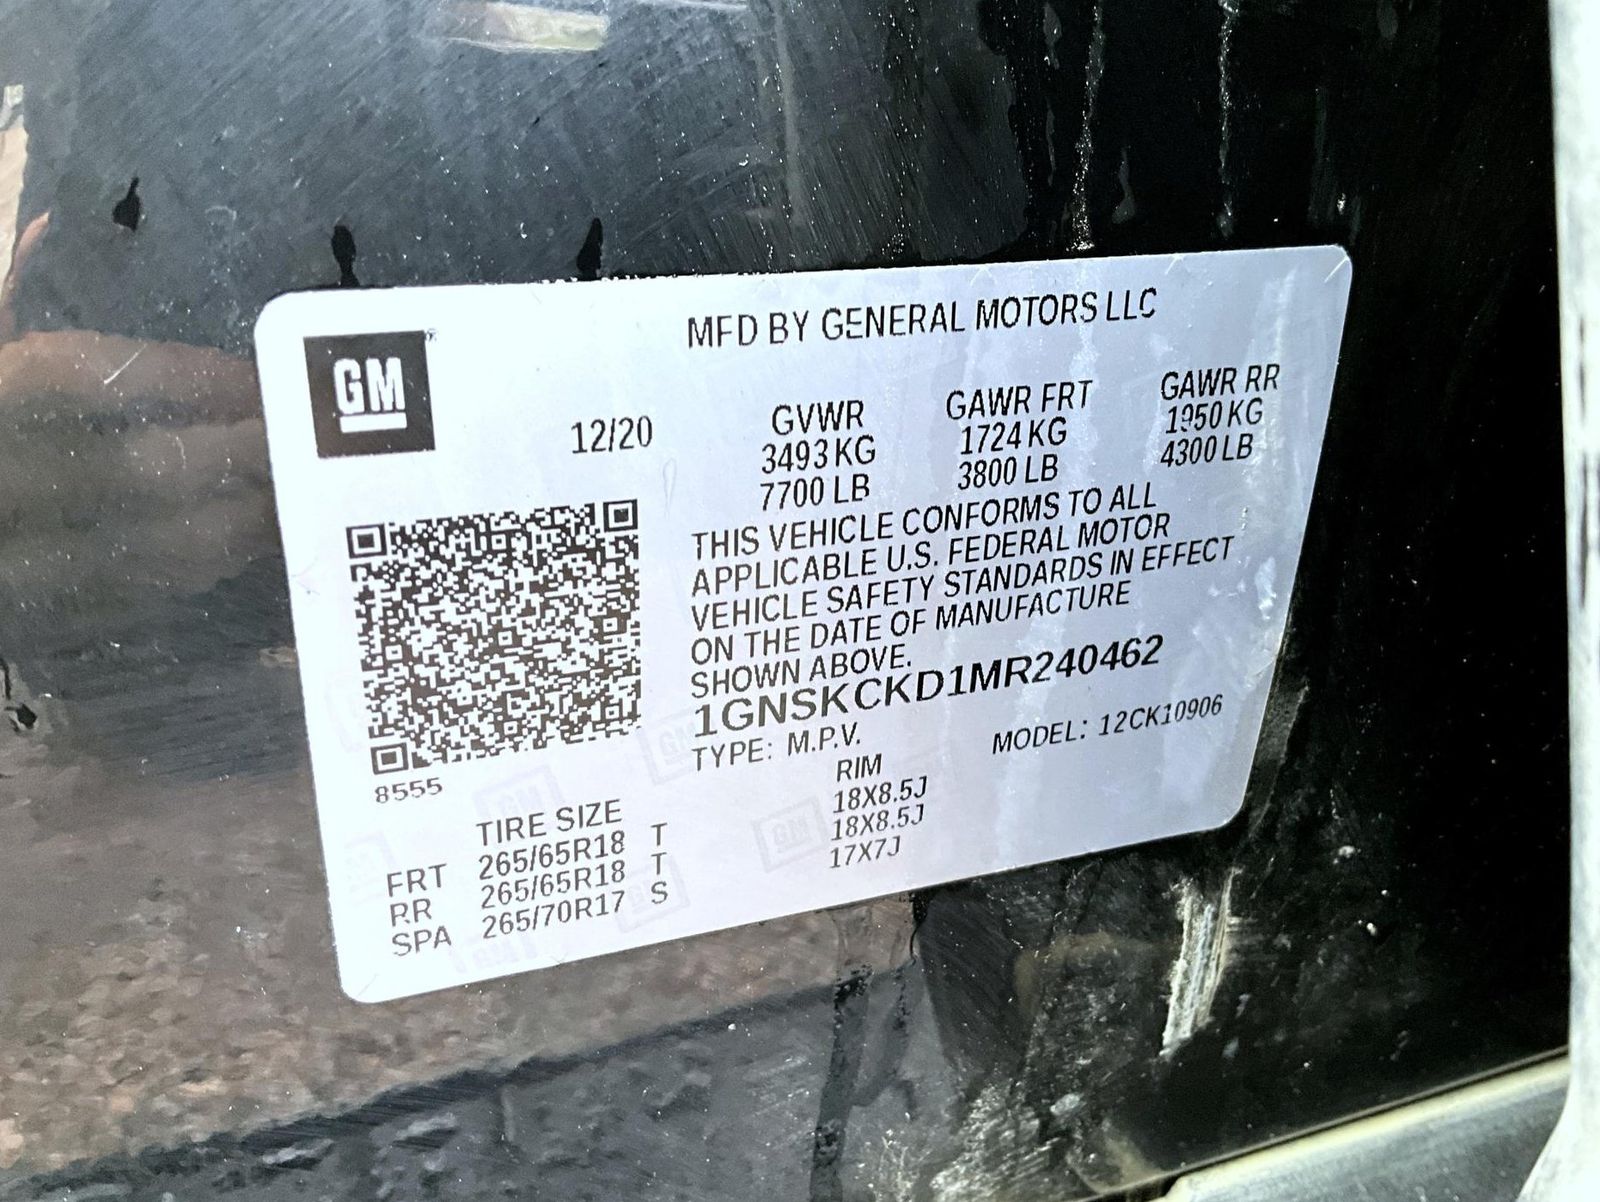 MFD BY GENERAL MOTORS LLC
GM
12/20
GVWR GAWR FRT GAWR RR
3493 KG 1724 KG 1950 KG
7700 LB 3800 LB 4300 LB
THIS VEHICLE CONFORMS TO ALL
APPLICABLE U.S. FEDERAL MOTOR
VEHICLE SAFETY STANDARDS IN EFFECT
ON THE DATE OF MANUFACTURE
SHOWN ABOVE.
1GNSKCKD1MR240462
TYPE: M.P.V. MODEL: 12CK10906
8555
TIRE SIZE RIM
FRT 265/65R18 T 18X8.5J
RR 265/65R18 T 18X8.5J
SPA 265/70R17 S 17X7J